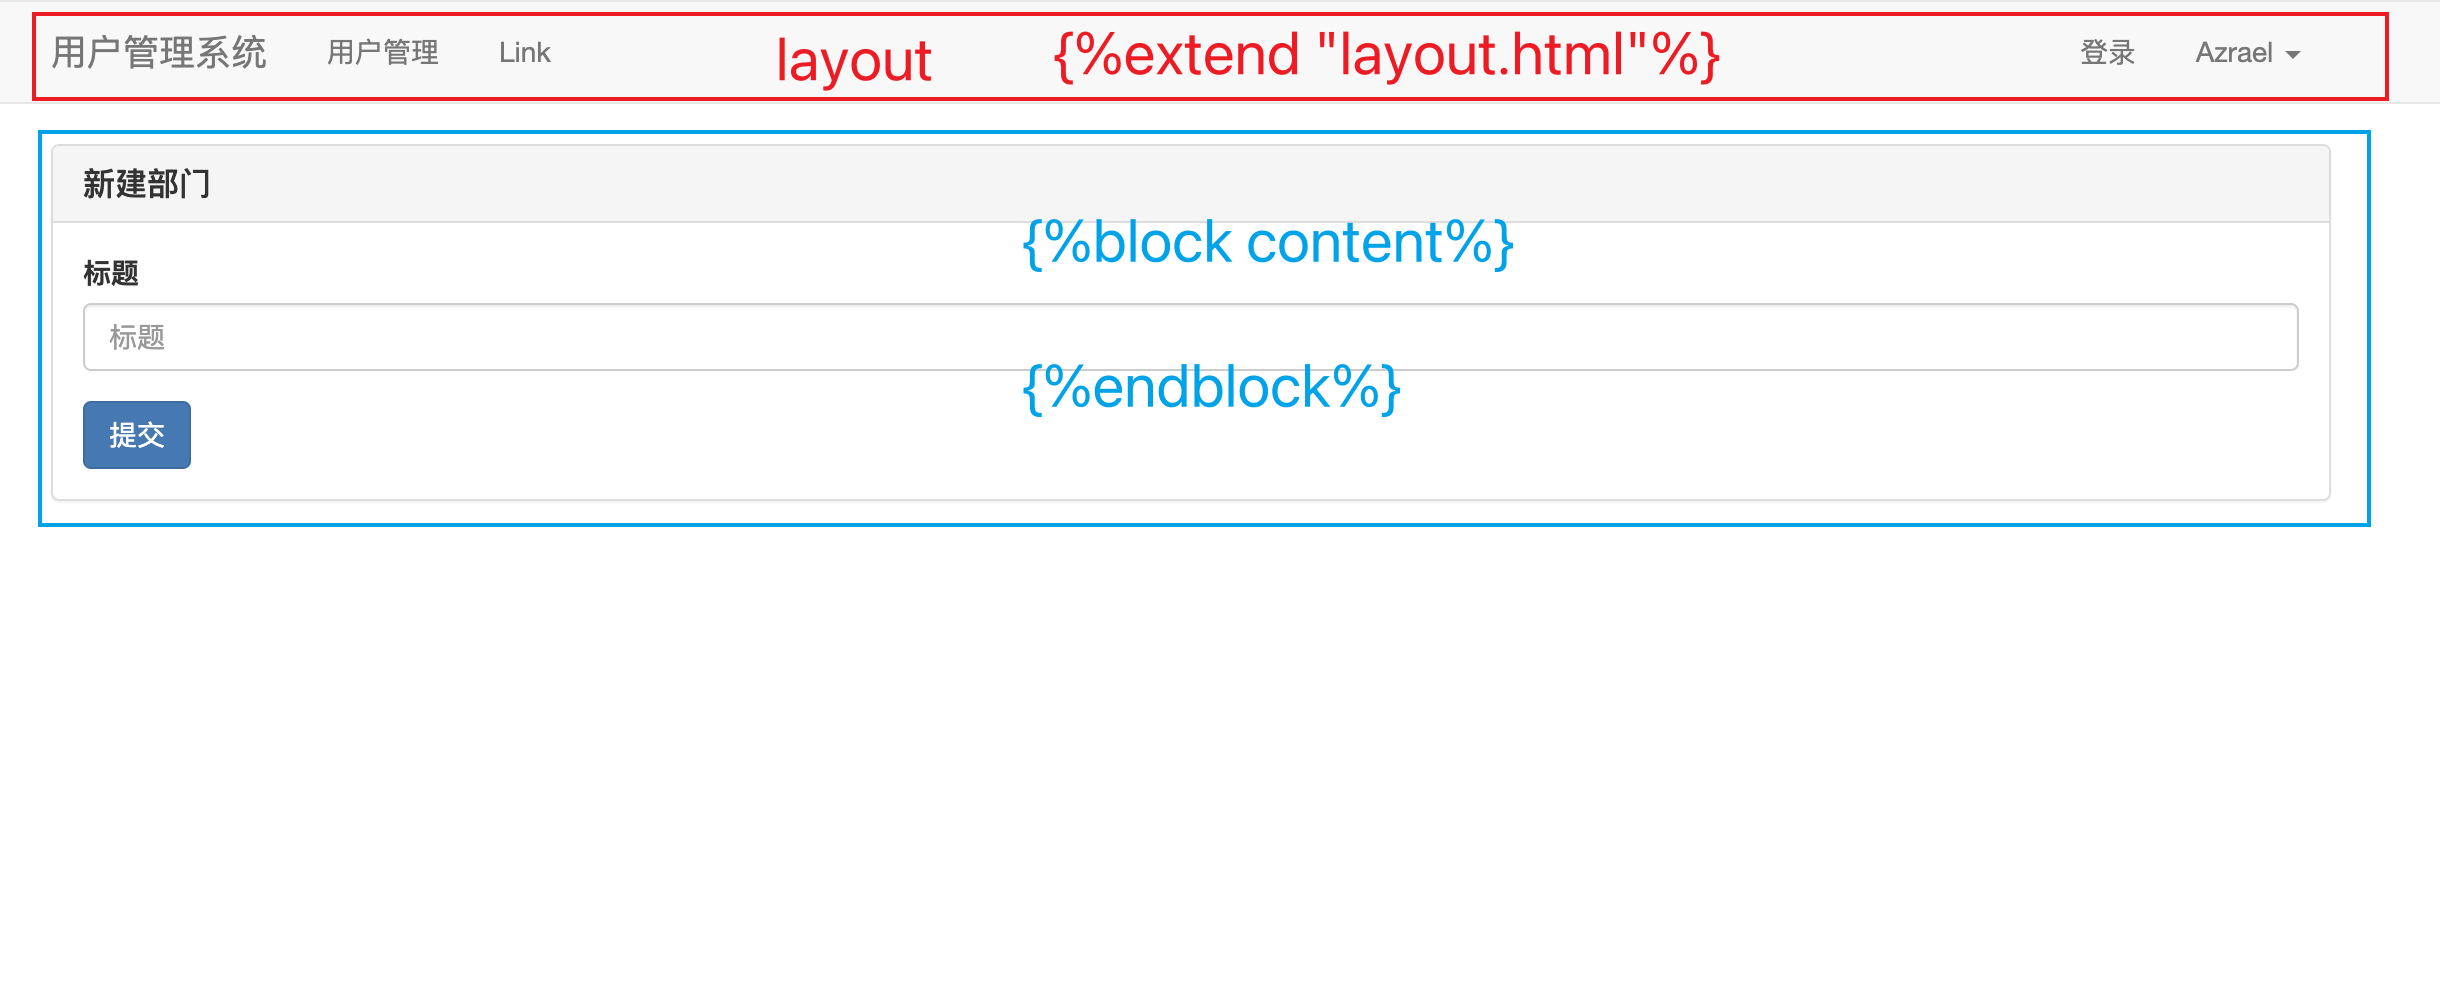 用户管理系统 用户管理 Link layout {%extend "layout.html"%} 登录 Azrael
新建部门
{%block content%}
标题
标题
{%endblock%}
提交